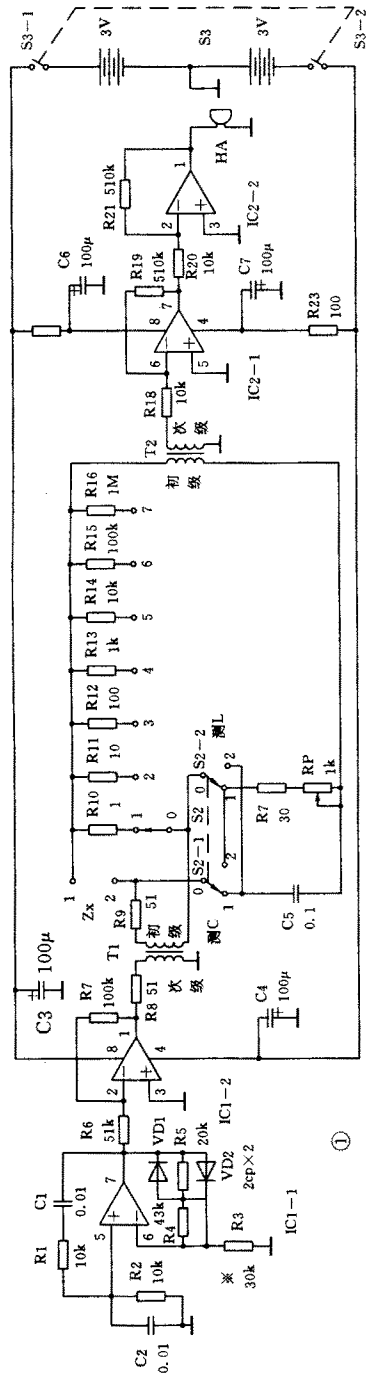 S3-1
3V
S3
3V
S3-2
R21 510k
1
2
3
HA
IC2-2
C6
100μ
R19
510k
R20
10k
7
8
6
5
4
C7
100μ
R23
100
IC2-1
R18
10k
T2
次级
初级
R16
1M
R15
100k
R14
10k
R13
1k
R12
100
R11
10
R10
1
7
6
5
4
3
2
1
0
1
Zx
2
R9
51
T1
初级
次级
S2-1
S2
S2-2
0
0
测C
测L
1
2
1
2
C5
0.1
R7
30
RP
1k
C3
100μ
R7
100k
R8
51
1
8
2
3
4
C4
100μ
IC1-2
R6
51k
C1
0.01
R1
10k
7
5
6
VD1
R5
20k
43k
R4
VD2
2cp×2
R3
※
30k
IC1-1
R2
10k
C2
0.01
①